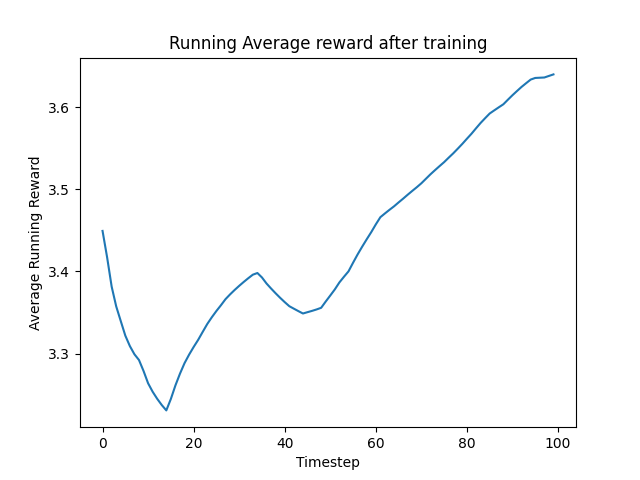 Running Average reward after training
3.6
3.5
3.4
3.3
Average Running Reward
0 20 40 60 80 100
Timestep